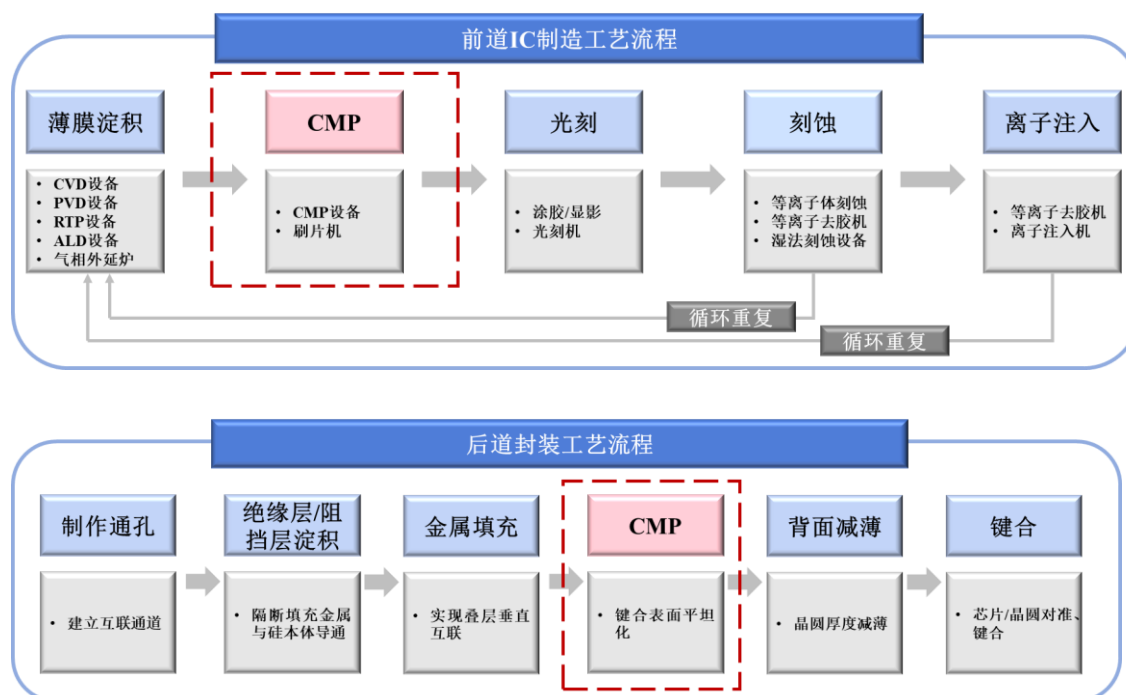 前道IC制造工艺流程
薄膜淀积
CMP
光刻
刻蚀
离子注入
• CVD设备
• PVD设备
• RTP设备
• ALD设备
• 气相外延炉
• CMP设备
• 刷片机
• 涂胶/显影
• 光刻机
• 等离子体刻蚀
• 等离子去胶机
• 湿法刻蚀设备
• 等离子去胶机
• 离子注入机
循环重复
循环重复
后道封装工艺流程
制作通孔
绝缘层/阻
挡层淀积
金属填充
CMP
背面减薄
键合
• 建立互联通道
• 隔断填充金属
与硅本体导通
• 实现叠层垂直
互联
• 键合表面平坦
化
• 晶圆厚度减薄
• 芯片/晶圆对准、
键合